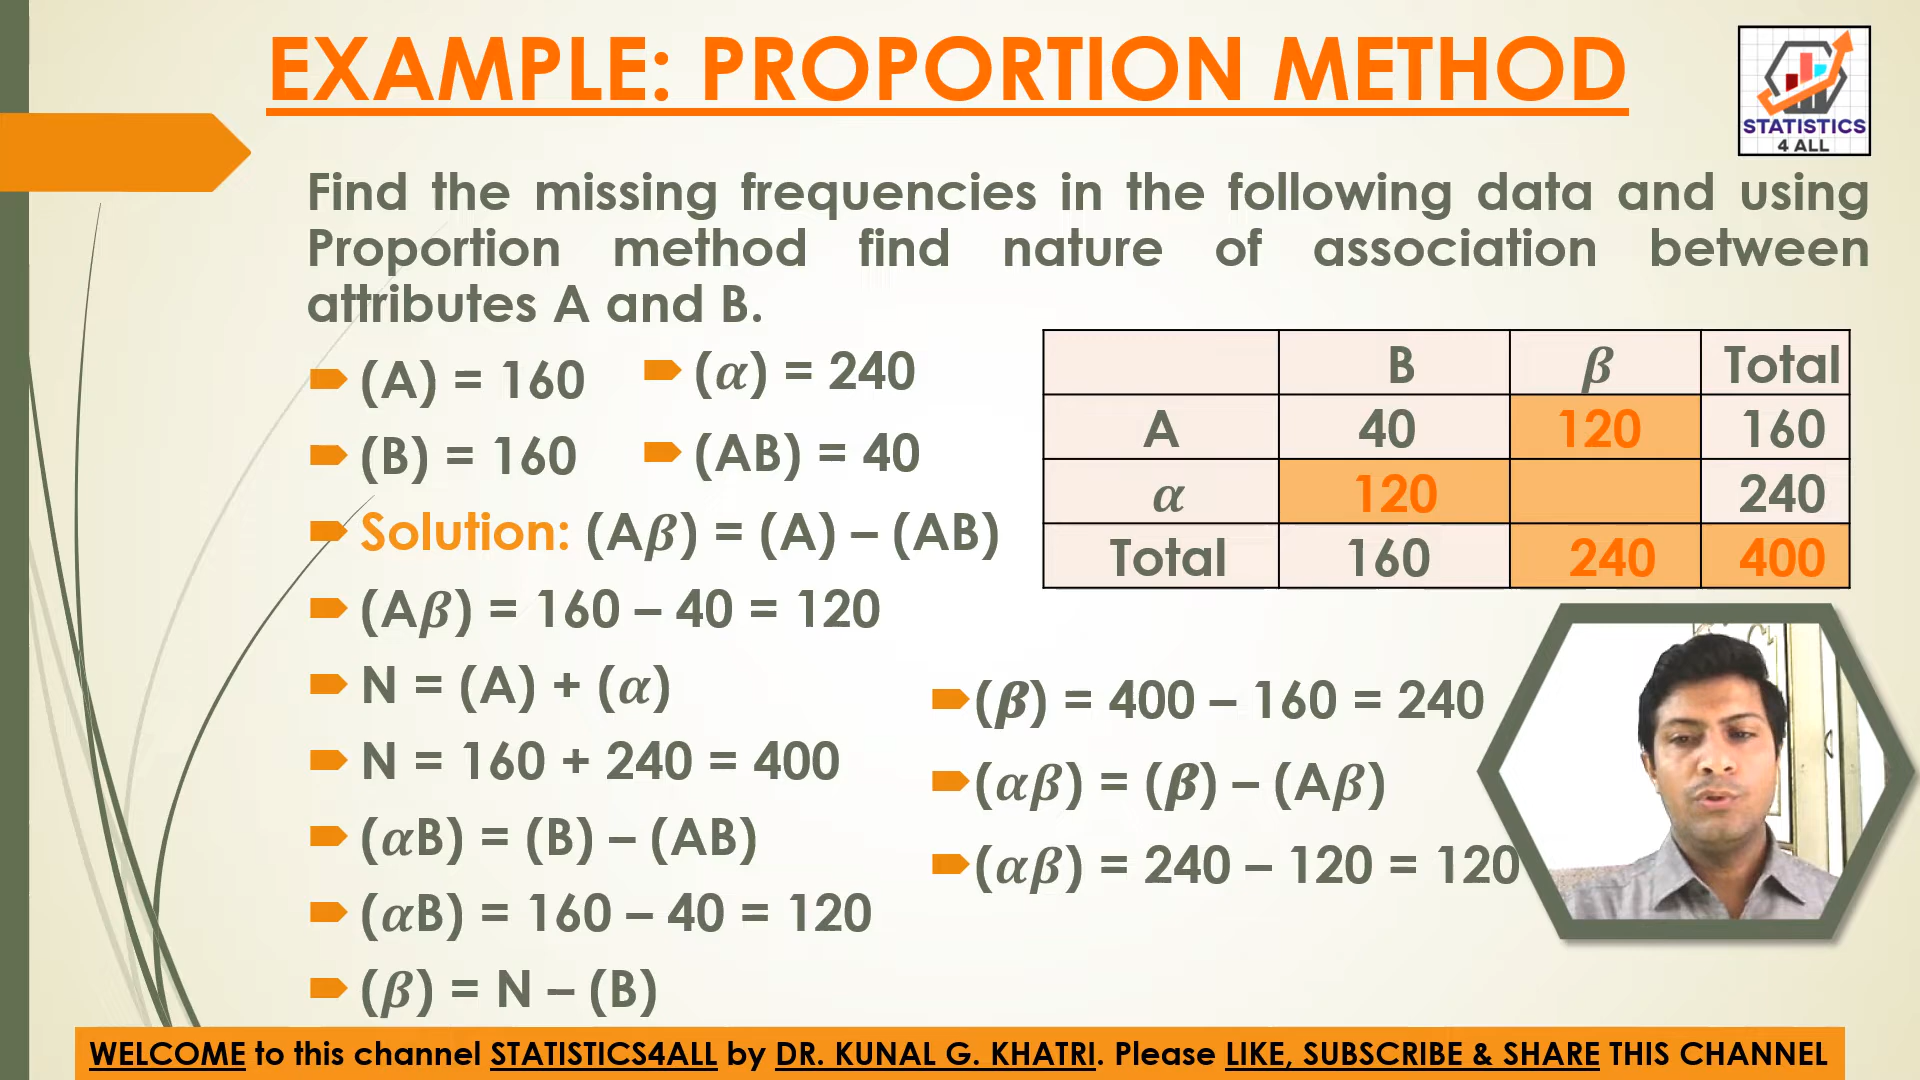 EXAMPLE: PROPORTION METHOD
STATISTICS
4 ALL
Find the missing frequencies in the following data and using
Proportion method find nature of association between
attributes A and B.
(A) = 160
(α) = 240
(B) = 160
(AB) = 40
Solution: (Aβ) = (A) – (AB)
(Aβ) = 160 – 40 = 120
N = (A) + (α)
N = 160 + 240 = 400
(αB) = (B) – (AB)
(αB) = 160 – 40 = 120
(β) = N – (B)
B β Total
A 40 120 160
α 120 240
Total 160 240 400
(β) = 400 – 160 = 240
(αβ) = (β) – (Aβ)
(αβ) = 240 – 120 = 120
WELCOME to this channel STATISTICS4ALL by DR. KUNAL G. KHATRI. Please LIKE, SUBSCRIBE & SHARE THIS CHANNEL